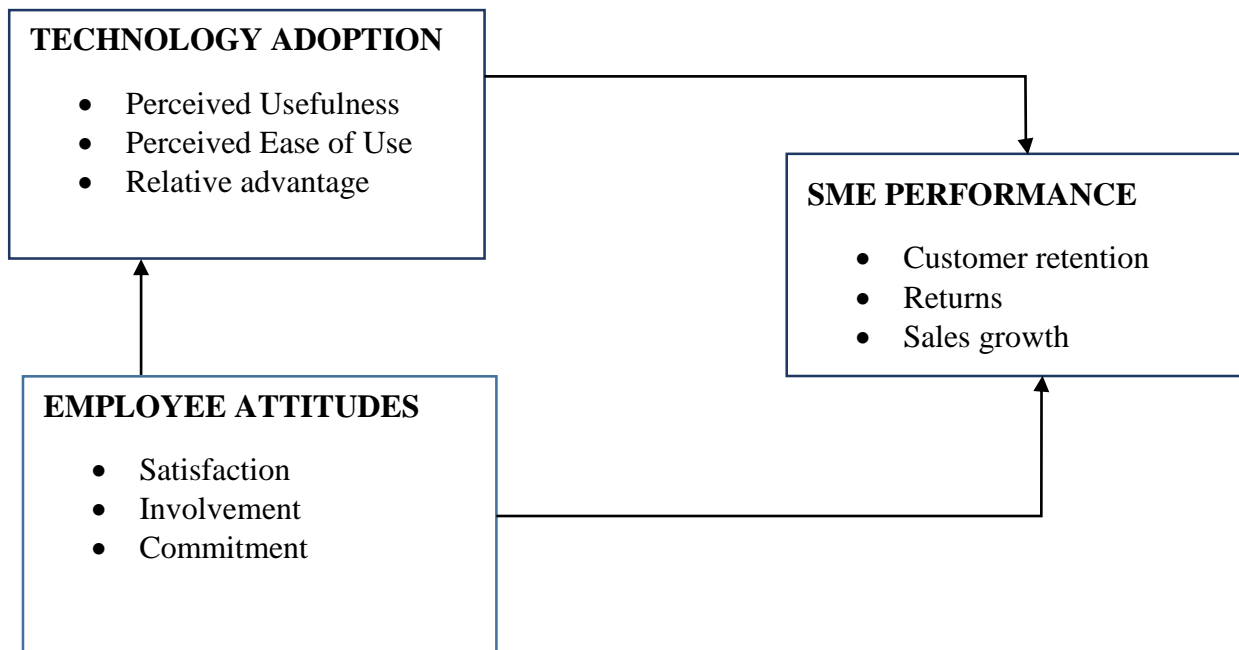 TECHNOLOGY ADOPTION
• Perceived Usefulness
• Perceived Ease of Use
• Relative advantage
SME PERFORMANCE
• Customer retention
• Returns
• Sales growth
EMPLOYEE ATTITUDES
• Satisfaction
• Involvement
• Commitment